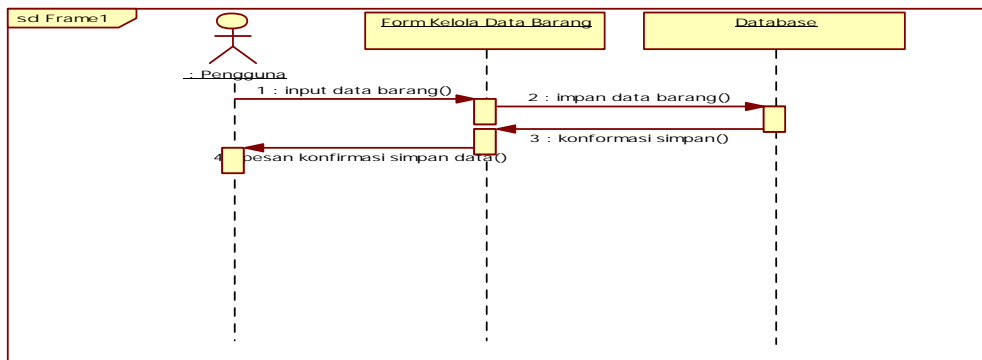 sd Frame1
Form Kelola Data Barang
Database
: Pengguna
1 : input data barang()
2 : impan data barang()
3 : konformasi simpan()
4 : pesan konfirmasi simpan data()